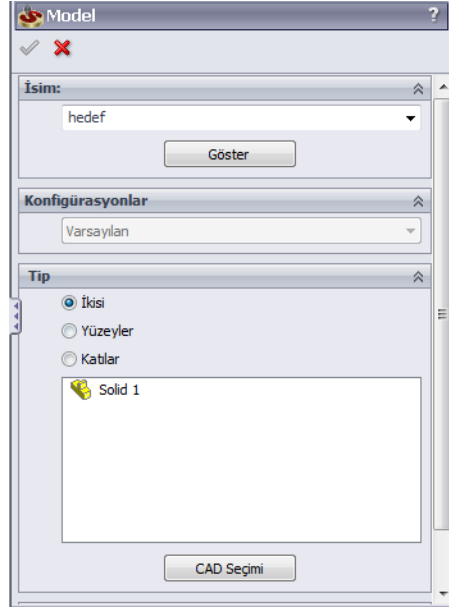 Model ?
İsim:
hedef
Göster
Konfigürasyonlar
Varsayılan
Tip
İkisi
Yüzeyler
Katılar
Solid 1
CAD Seçimi